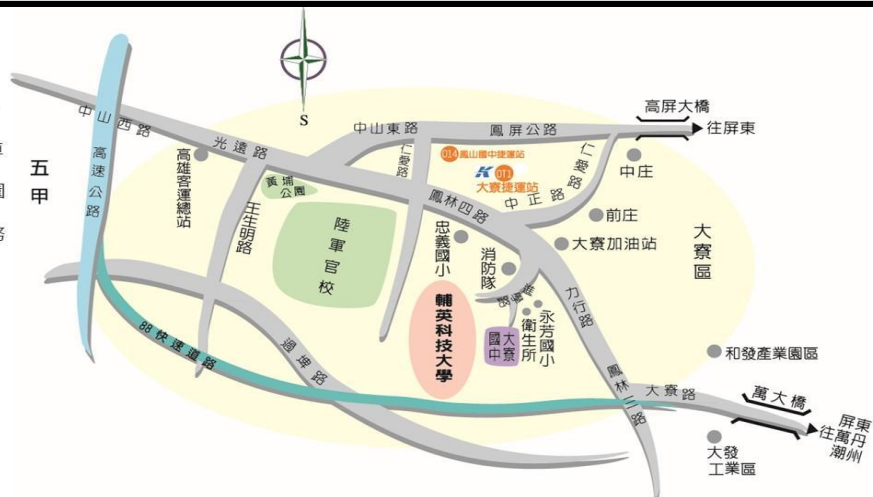 S
高屏大橋
往屏東
中山東路
鳳屏公路
中山西路
光遠路
O14 鳳山國中捷運站
K OT1
大寮捷運站
仁愛路
仁愛路
中庄
高雄客運總站
黃埔
公園
五甲
高速公路
中正路
鳳林四路
前庄
王生明路
陸軍官校
忠義國小
消防隊
大寮加油站
大寮區
輔英科技大學
力行路
永芳國小
衛生所
大寮
國中
88快速道路
過埤路
和發產業園區
鳳林三路
大寮路
萬大橋
屏東
往萬丹
潮州
大發
工業區